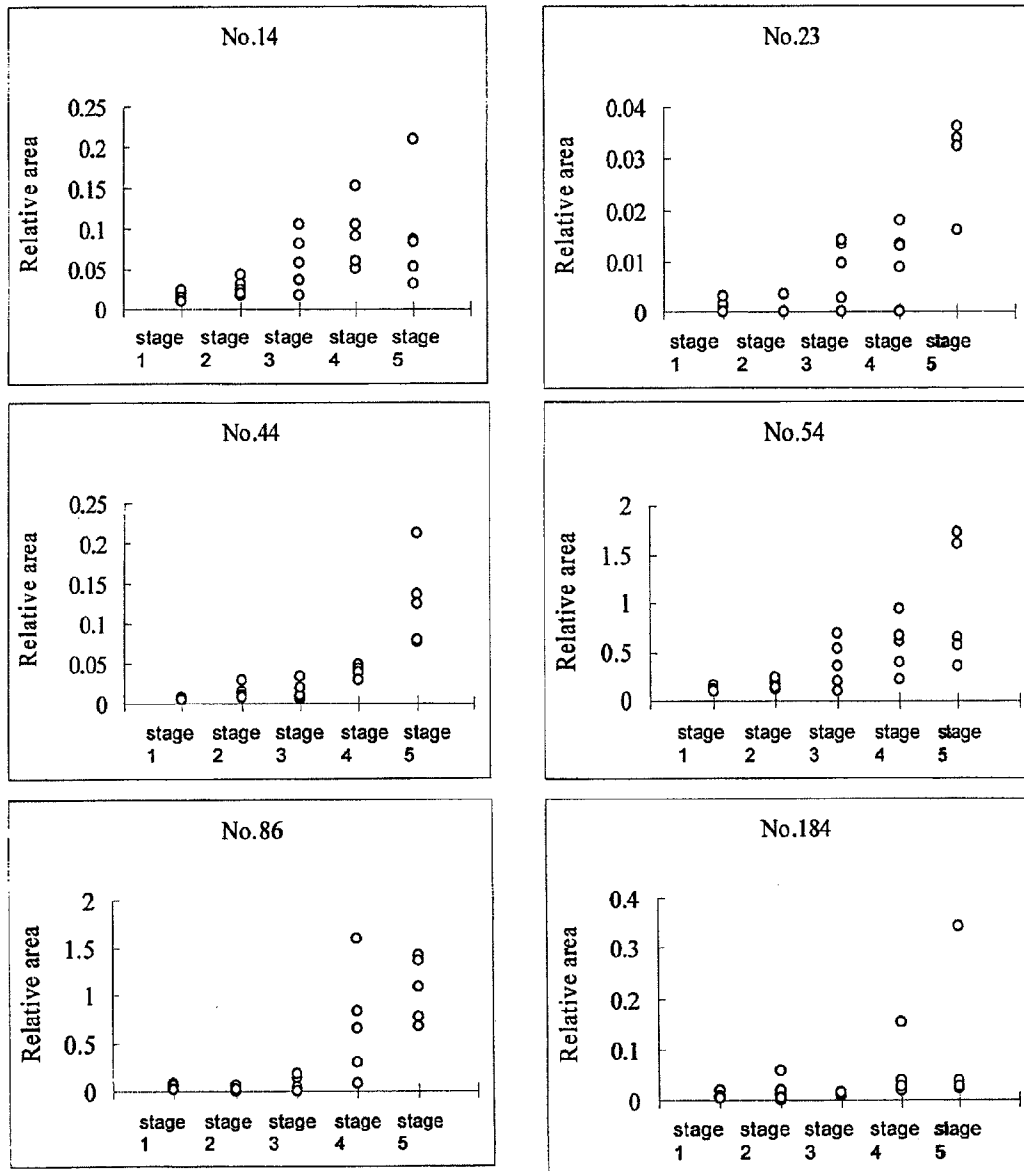 No.14
Relative area
0.25
0.2
0.15
0.1
0.05
0
stage stage stage stage stage
1 2 3 4 5
No.23
Relative area
0.04
0.03
0.02
0.01
0
stage stage stage stage stage
1 2 3 4 5
No.44
Relative area
0.25
0.2
0.15
0.1
0.05
0
stage stage stage stage stage
1 2 3 4 5
No.54
Relative area
2
1.5
1
0.5
0
stage stage stage stage stage
1 2 3 4 5
No.86
Relative area
2
1.5
1
0.5
0
stage stage stage stage stage
1 2 3 4 5
No.184
Relative area
0.4
0.3
0.2
0.1
0
stage stage stage stage stage
1 2 3 4 5